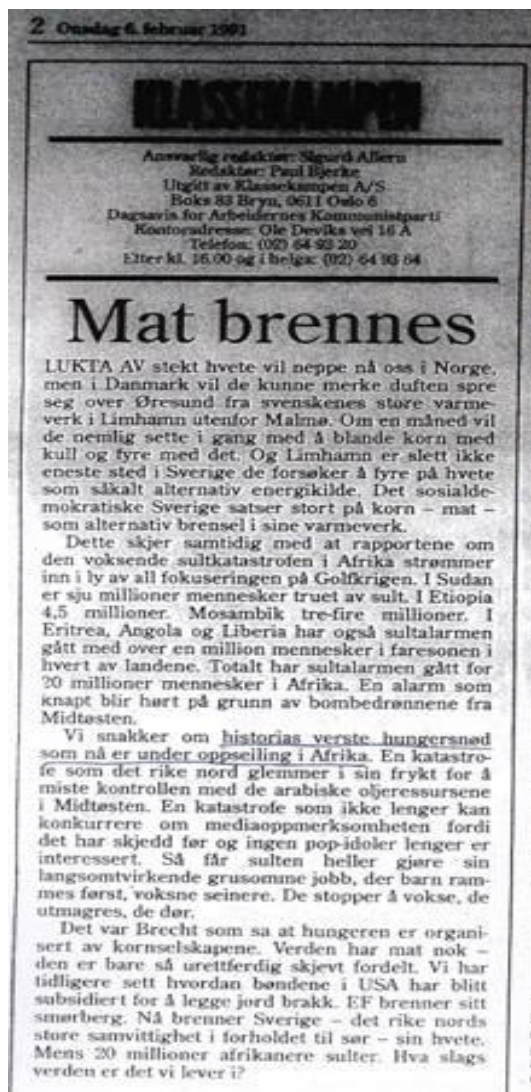 2 Onsdag 6. februar 1991
KLASSEKAMPEN
Ansvarlig redaktør: Sigurd Allern
Redaktør: Paul Bjerke
Utgitt av Klassekampen A/S
Boks 83 Bryn, 0611 Oslo 6
Dagsavis for Arbeidernes Kommunistparti
Kontoradresse: Ole Deviks vei 16 A
Telefon: (02) 64 93 20
Etter kl. 16.00 og i helga: (02) 64 93 64
Mat brennes
LUKTA AV stekt hvete vil neppe nå oss i Norge,
men i Danmark vil de kunne merke duften spre
seg over Øresund fra svenskenes store varme-
verk i Limhamn utenfor Malmø. Om en måned vil
de nemlig sette i gang med å blande korn med
kull og fyre med det. Og Limhamn er slett ikke
eneste sted i Sverige de forsøker å fyre på hvete
som såkalt alternativ energikilde. Det sosialde-
mokratiske Sverige satser stort på korn – mat –
som alternativ brensel i sine varmeverk.
Dette skjer samtidig med at rapportene om
den voksende sultkatastrofen i Afrika strømmer
inn i ly av all fokuseringen på Golfkrigen. I Sudan
er sju millioner mennesker truet av sult. I Etiopia
4,5 millioner. Mosambik tre-fire millioner. I
Eritrea, Angola og Liberia har også sultalarmen
gått med over en million mennesker i faresonen i
hvert av landene. Totalt har sultalarmen gått for
20 millioner mennesker i Afrika. En alarm som
knapt blir hørt på grunn av bombedrønnene fra
Midtøsten.
Vi snakker om historias verste hungersnød
som nå er under oppseiling i Afrika. En katastro-
fe som det rike nord glemmer i sin frykt for å
miste kontrollen med de arabiske oljeressursene
i Midtøsten. En katastrofe som ikke lenger kan
konkurrere om mediaoppmerksomheten fordi
det har skjedd før og ingen pop-idoler lenger er
interessert. Så får sulten heller gjøre sin
langsomtvirkende grusomme jobb, der barn ram-
mes først, voksne seinere. De stopper å vokse, de
utmagres, de dør.
Det var Brecht som sa at hungeren er organi-
sert av kornselskapene. Verden har mat nok –
den er bare så urettferdig skjevt fordelt. Vi har
tidligere sett hvordan bøndene i USA har blitt
subsidiert for å legge jord brakk. EF brenner sitt
smørberg. Nå brenner Sverige – det rike nords
store samvittighet i forholdet til sør – sin hvete.
Mens 20 millioner afrikanere sulter. Hva slags
verden er det vi lever i?